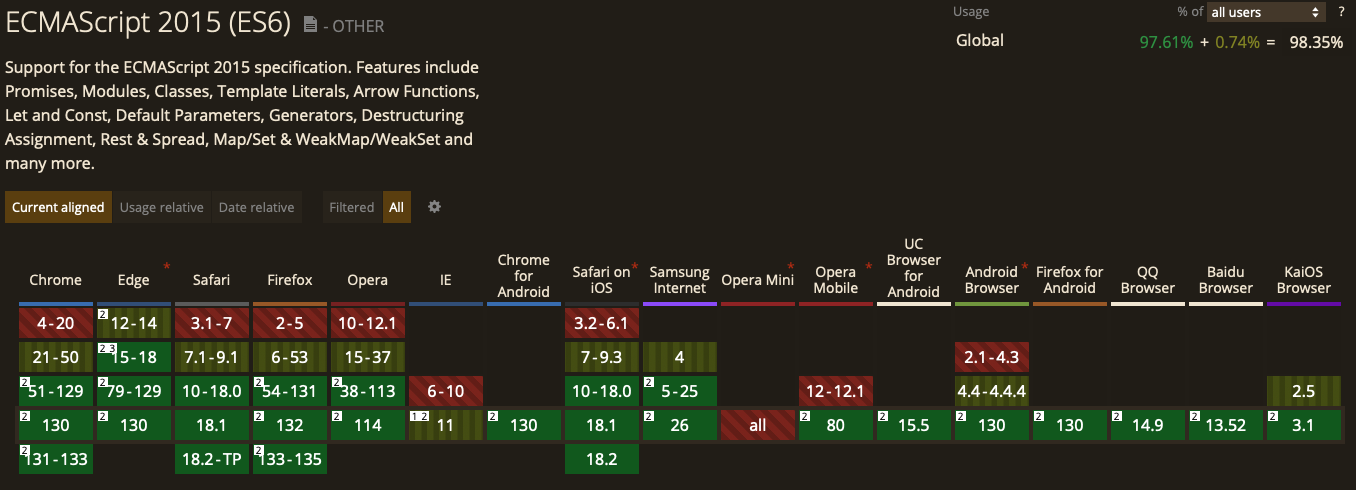 ECMAScript 2015 (ES6) - OTHER
Usage % of all users ?
Global 97.61% + 0.74% = 98.35%
Support for the ECMAScript 2015 specification. Features include
Promises, Modules, Classes, Template Literals, Arrow Functions,
Let and Const, Default Parameters, Generators, Destructuring
Assignment, Rest & Spread, Map/Set & WeakMap/WeakSet and
many more.
Current aligned Usage relative Date relative Filtered All
Chrome
Edge *
Safari
Firefox
Opera
IE
Chrome
for
Android
Safari on *
iOS
Samsung
Internet
Opera Mini *
Opera *
Mobile
UC
Browser
for
Android
Android *
Browser
Firefox for
Android
QQ
Browser
Baidu
Browser
KaiOS
Browser
4-20 2 12-14 3.1-7 2-5 10-12.1 3.2-6.1
21-50 2 3 15-18 7.1-9.1 6-53 15-37 7-9.3 4 2.1-4.3
2 51-129 2 79-129 10-18.0 2 54-131 2 38-113 6-10 10-18.0 2 5-25 12-12.1 4.4-4.4.4 2.5
2 130 2 130 18.1 2 132 2 114 1 2 11 2 130 18.1 2 26 all 2 80 2 15.5 2 130 2 130 2 14.9 2 13.52 2 3.1
2 131-133 18.2-TP 2 133-135 18.2